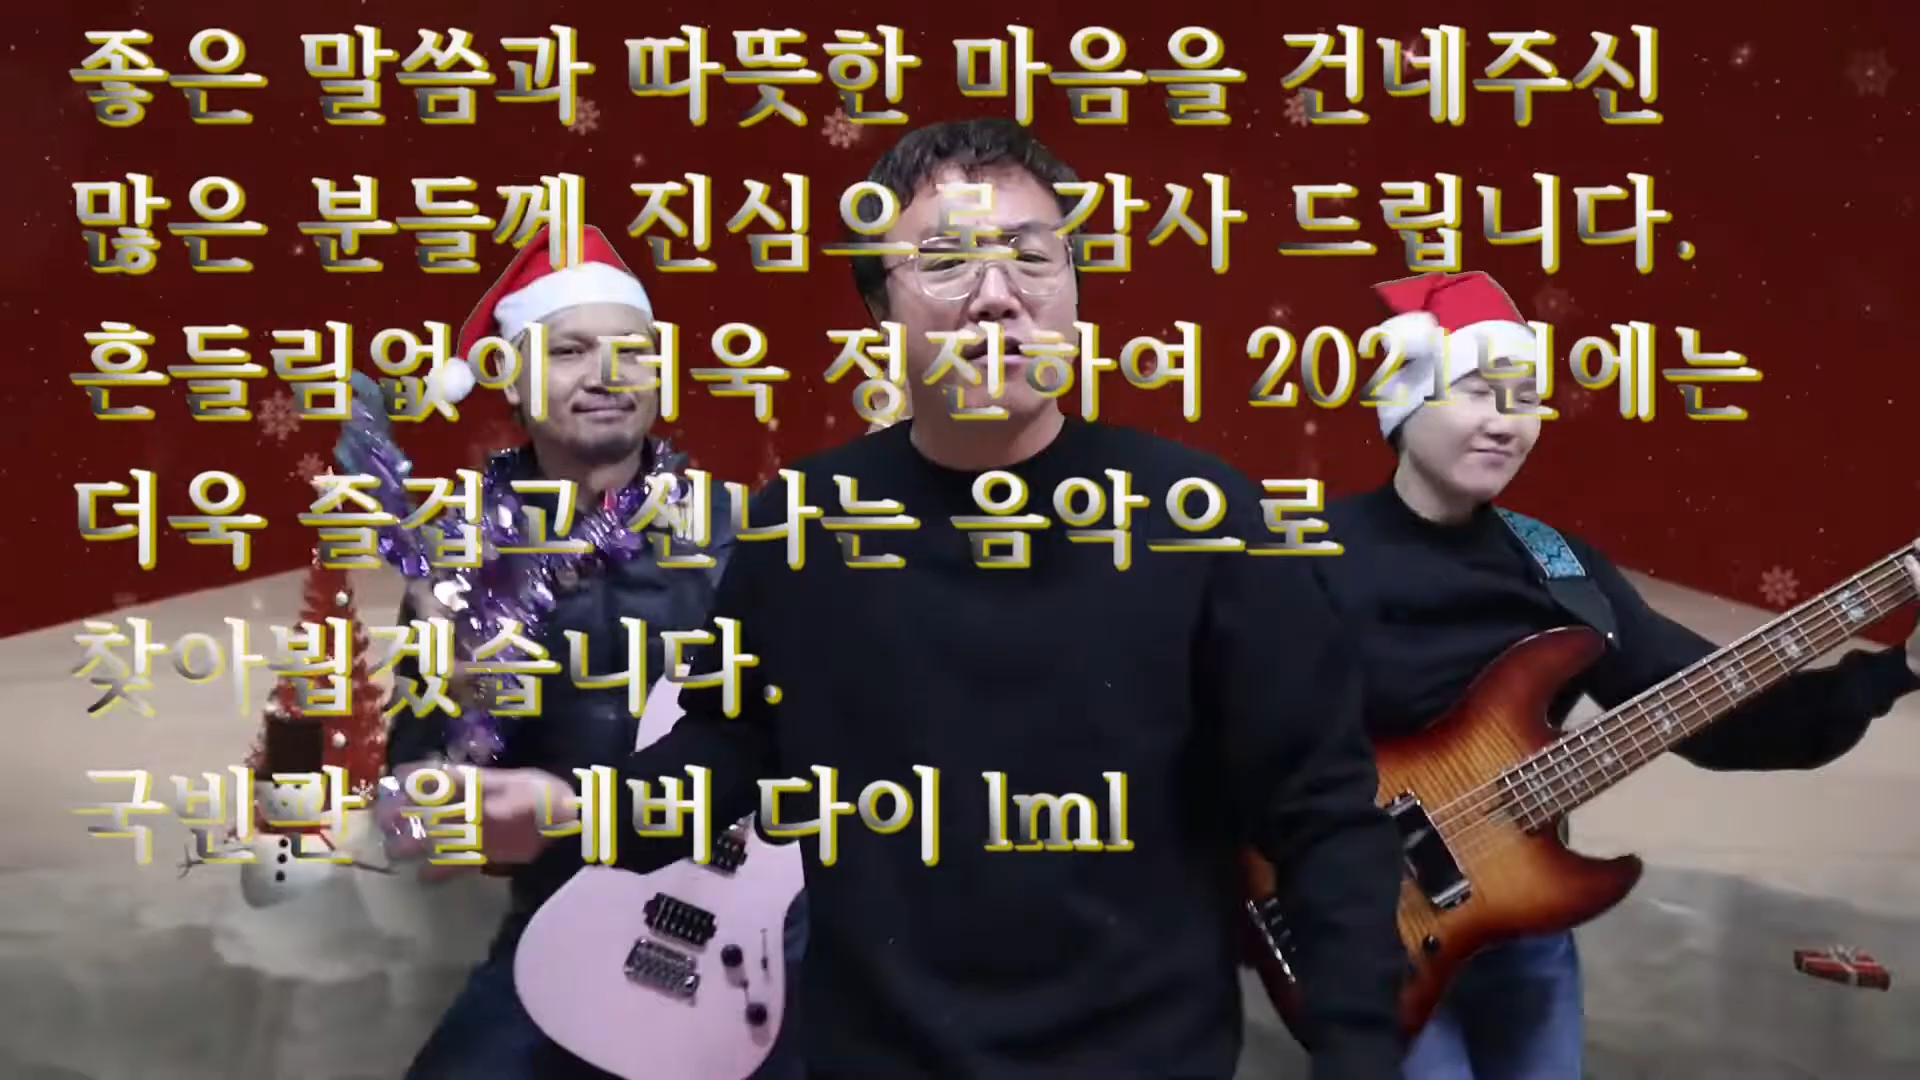 좋은 말씀과 따뜻한 마음을 건네주신
많은 분들께 진심으로 감사 드립니다.
흔들림없이 더욱 정진하여 2021년에는
더욱 즐겁고 신나는 음악으로
찾아뵙겠습니다.
국빈관 월 네버 다이 lml